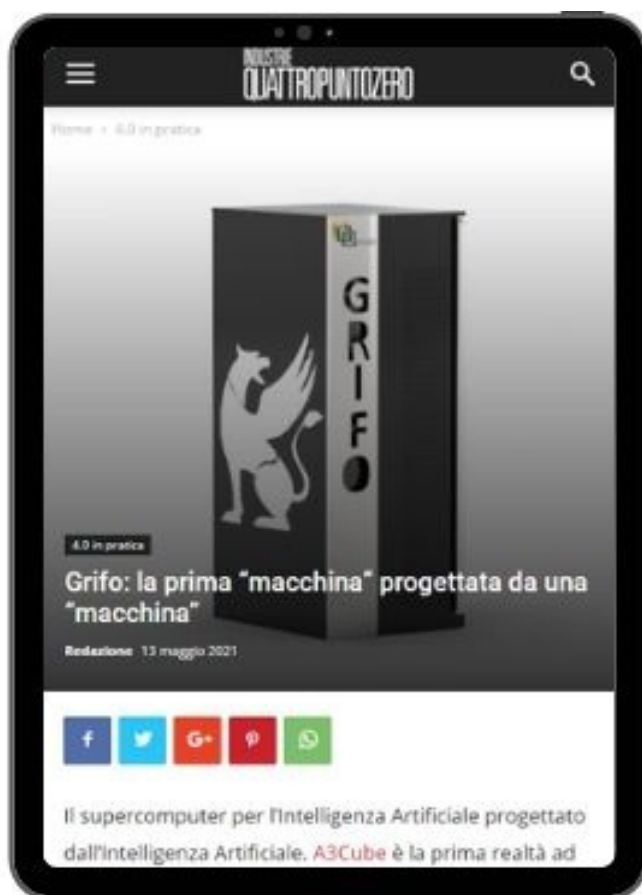 INDUSTRIE
QUATTROPUNTOZERO
Home › 4.0 in pratica
GRIFO
4.0 in pratica
Grifo: la prima “macchina” progettata da una
“macchina”
Redazione 13 maggio 2021
f
G+
Il supercomputer per l'Intelligenza Artificiale progettato
dall'Intelligenza Artificiale. A3Cube è la prima realtà ad